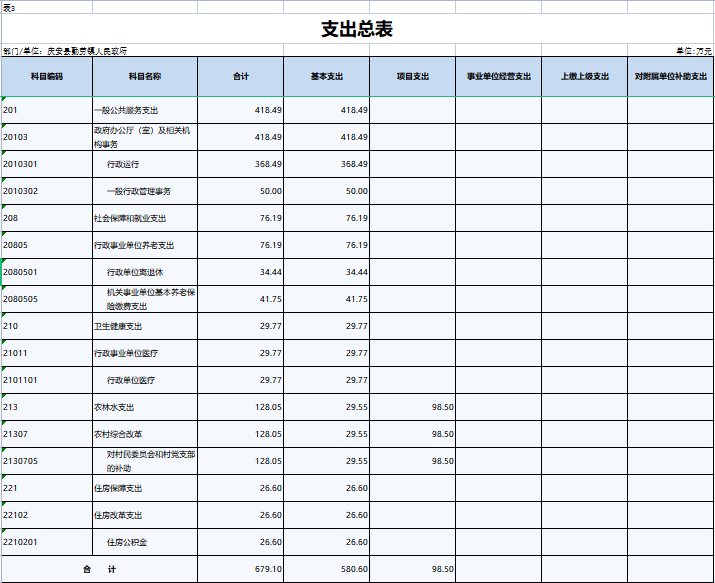 表3
支出总表
部门/单位：庆安县勤劳镇人民政府 单位:万元
科目编码 科目名称 合计 基本支出 项目支出 事业单位经营支出 上缴上级支出 对附属单位补助支出
201 一般公共服务支出 418.49 418.49
20103 政府办公厅（室）及相关机
构事务 418.49 418.49
2010301 行政运行 368.49 368.49
2010302 一般行政管理事务 50.00 50.00
208 社会保障和就业支出 76.19 76.19
20805 行政事业单位养老支出 76.19 76.19
2080501 行政单位离退休 34.44 34.44
2080505 机关事业单位基本养老保
险缴费支出 41.75 41.75
210 卫生健康支出 29.77 29.77
21011 行政事业单位医疗 29.77 29.77
2101101 行政单位医疗 29.77 29.77
213 农林水支出 128.05 29.55 98.50
21307 农村综合改革 128.05 29.55 98.50
2130705 对村民委员会和村党支部
的补助 128.05 29.55 98.50
221 住房保障支出 26.60 26.60
22102 住房改革支出 26.60 26.60
2210201 住房公积金 26.60 26.60
合 计 679.10 580.60 98.50